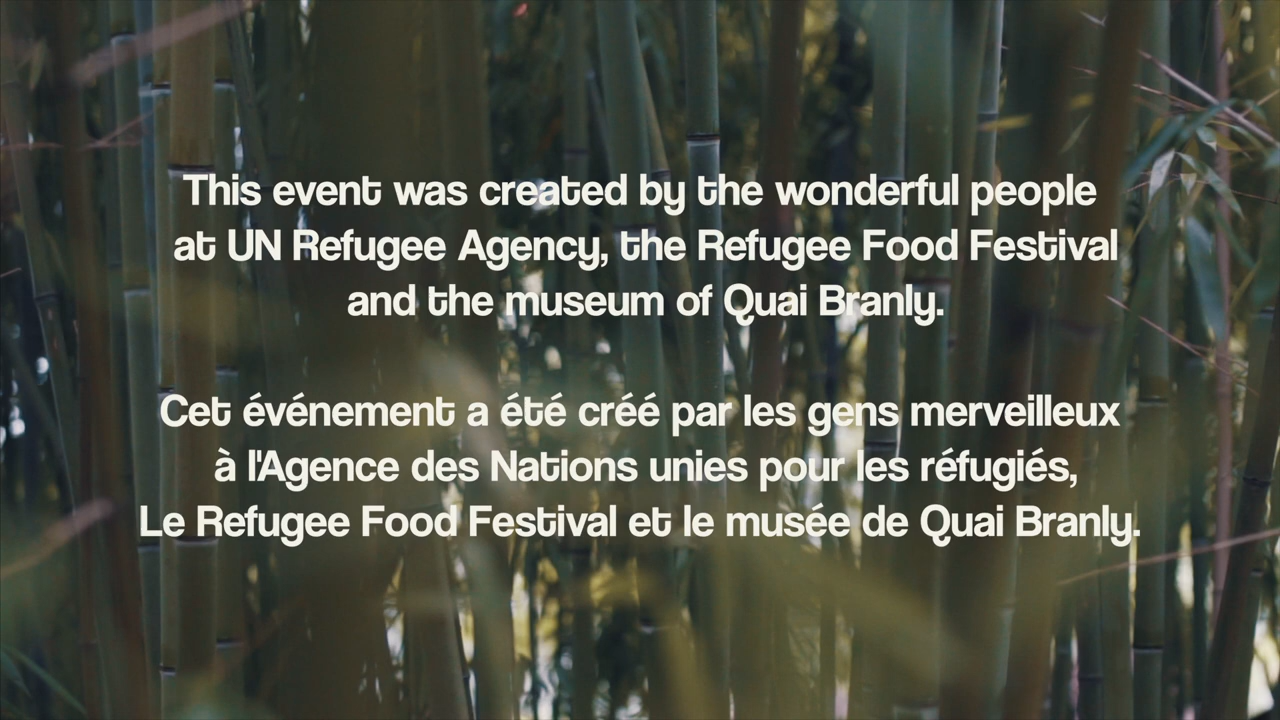 This event was created by the wonderful people
at UN Refugee Agency, the Refugee Food Festival
and the museum of Quai Branly.
Cet événement a été créé par les gens merveilleux
à l'Agence des Nations unies pour les réfugiés,
Le Refugee Food Festival et le musée de Quai Branly.